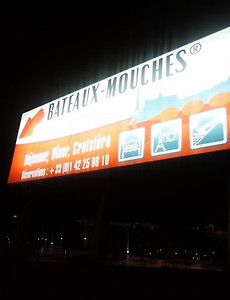 BATEAUX-MOUCHES®
Déjeuner, Dîner, Croisière
Réservations : + 33 (0)1 42 25 96 10